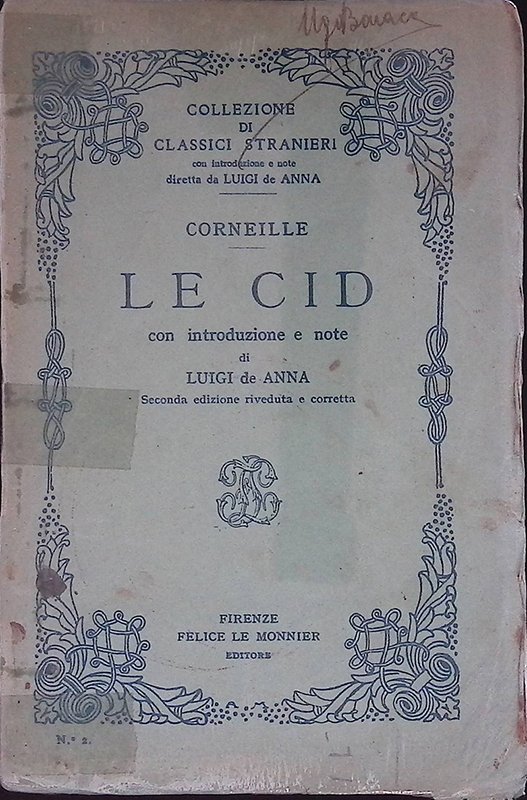 COLLEZIONE
DI
CLASSICI STRANIERI
con introduzione e note
diretta da LUIGI de ANNA
CORNEILLE
LE CID
con introduzione e note
di
LUIGI de ANNA
Seconda edizione riveduta e corretta
FIRENZE
FELICE LE MONNIER
EDITORE
N.° 2.